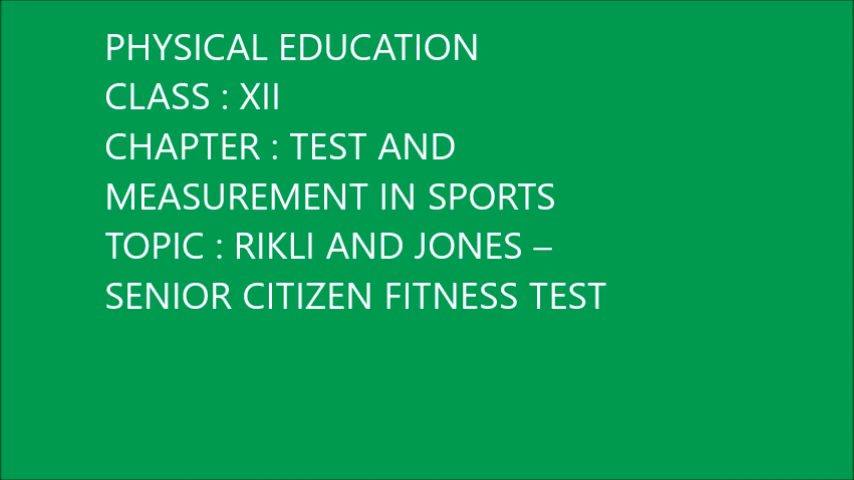 PHYSICAL EDUCATION
CLASS : XII
CHAPTER : TEST AND
MEASUREMENT IN SPORTS
TOPIC : RIKLI AND JONES –
SENIOR CITIZEN FITNESS TEST